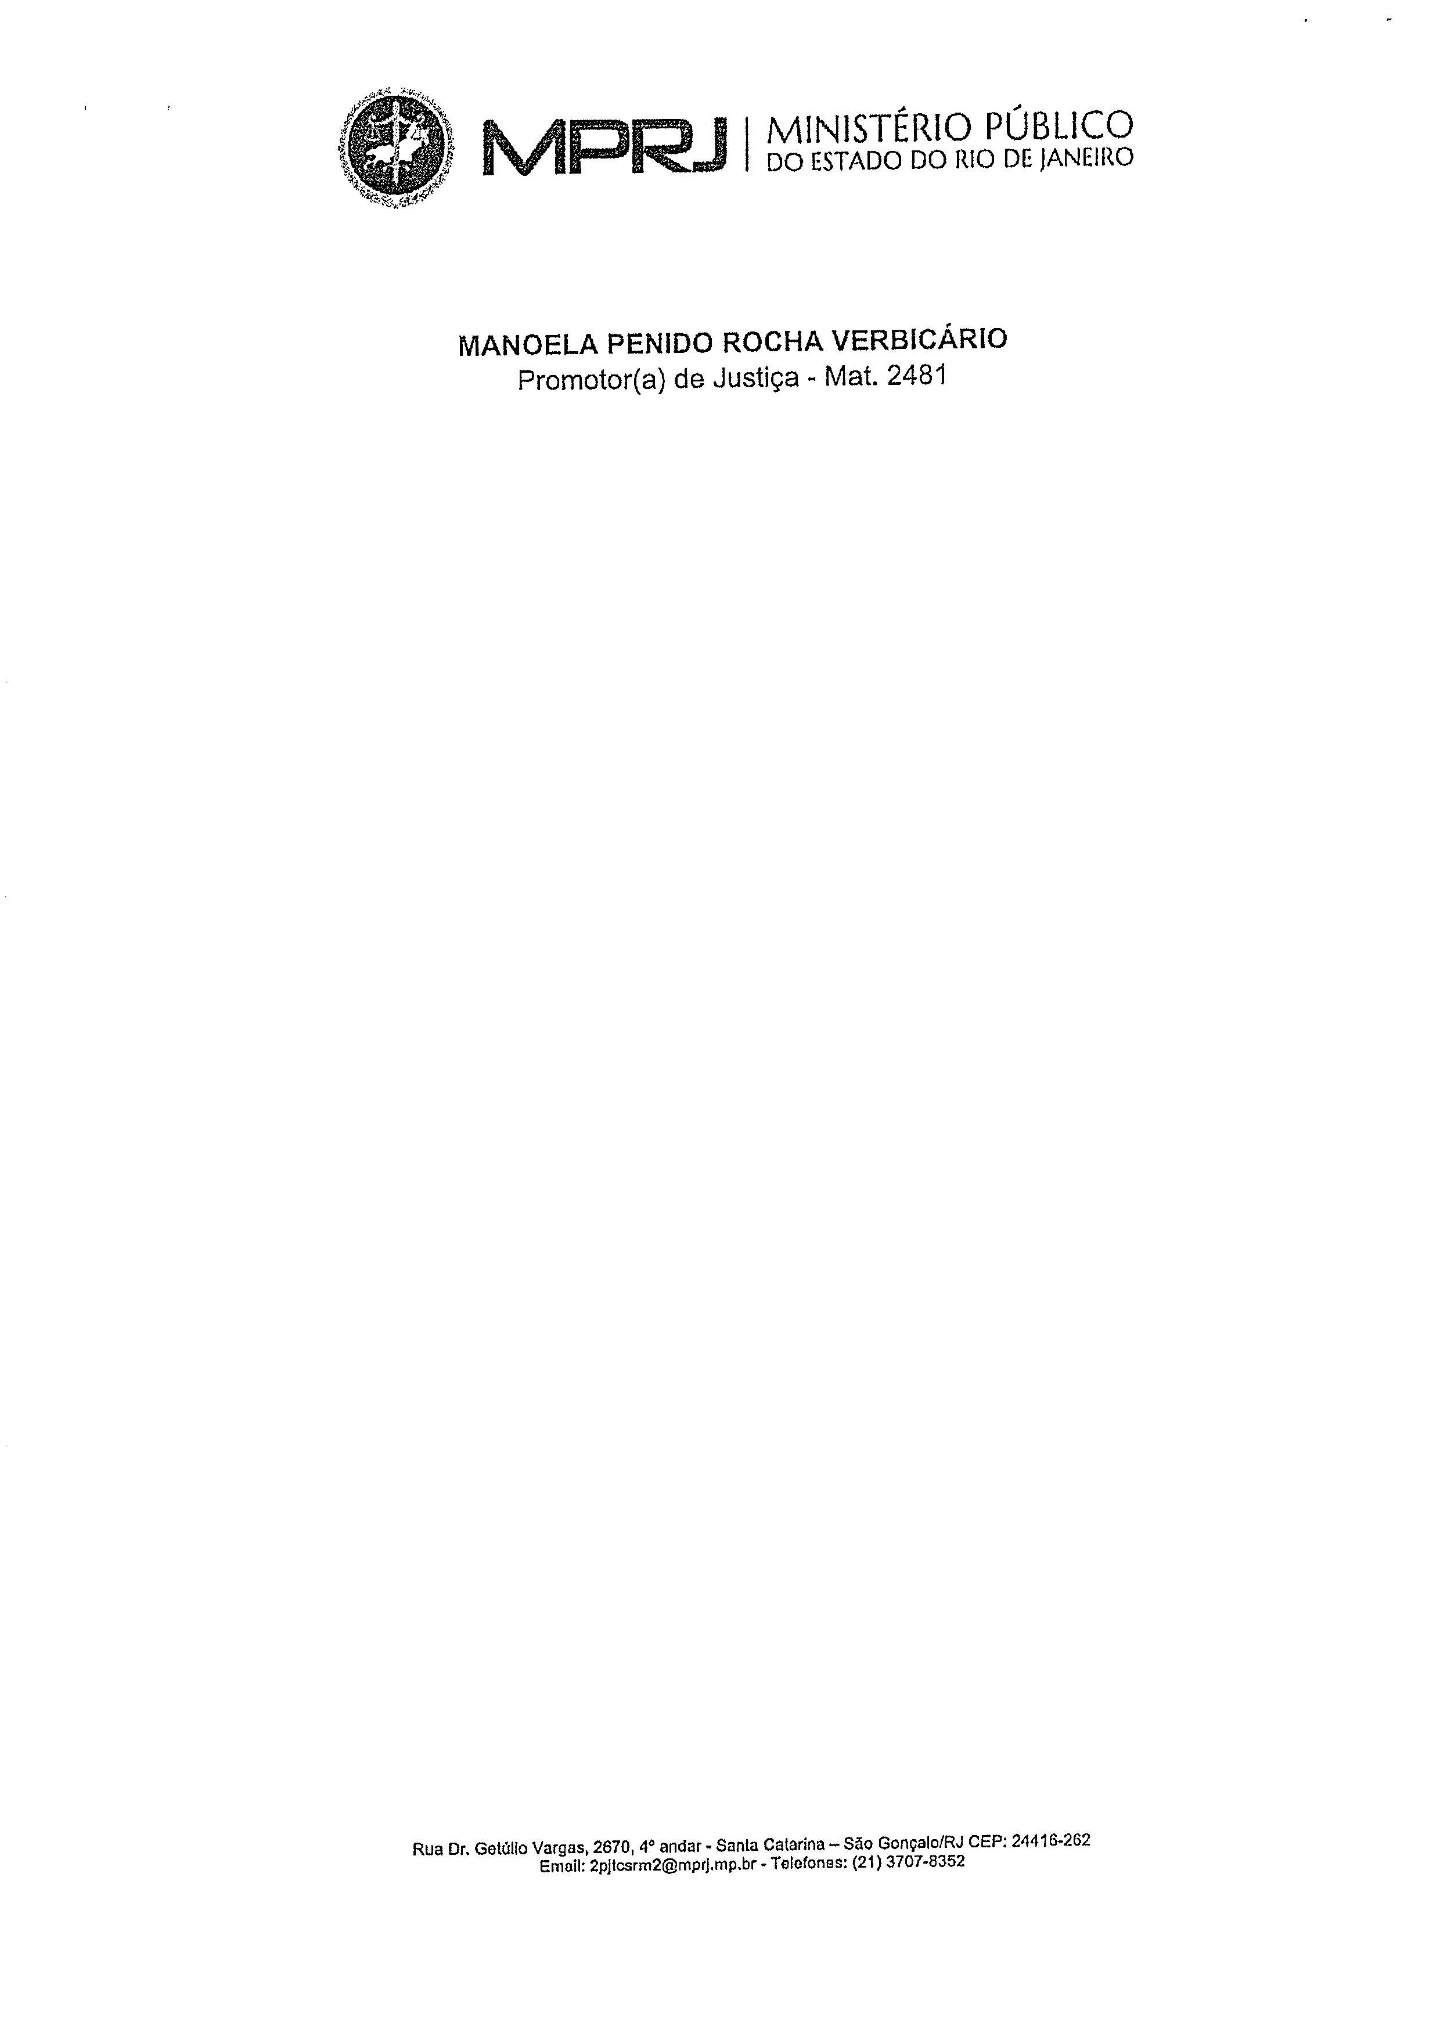 MPRJ | MINISTÉRIO PÚBLICO
DO ESTADO DO RIO DE JANEIRO
MANOELA PENIDO ROCHA VERBICÁRIO
Promotor(a) de Justiça - Mat. 2481
Rua Dr. Getúlio Vargas, 2670, 4º andar - Santa Catarina – São Gonçalo/RJ CEP: 24416-262
Email: 2pjtcsrm2@mprj.mp.br - Telefones: (21) 3707-8352